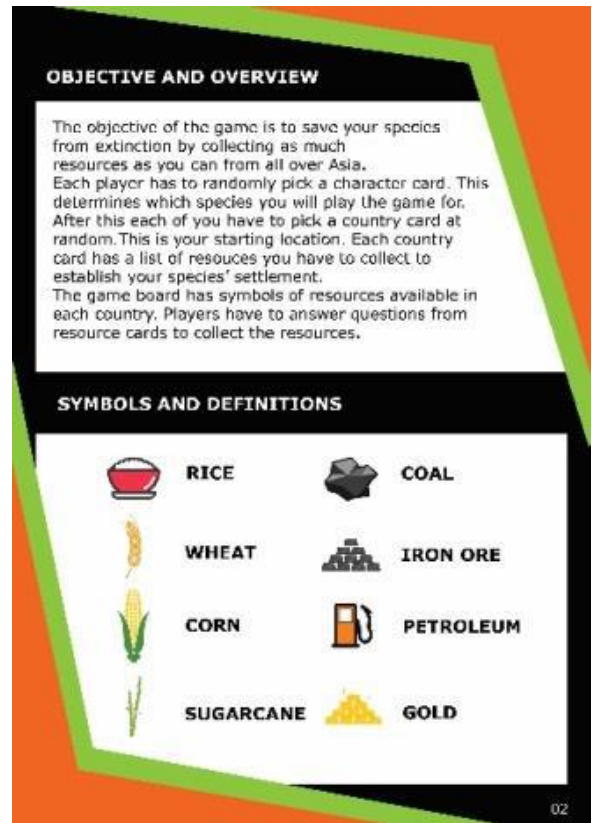 OBJECTIVE AND OVERVIEW
The objective of the game is to save your species
from extinction by collecting as much
resources as you can from all over Asia.
Each player has to randomly pick a character card. This
determines which species you will play the game for.
After this each of you have to pick a country card at
random.This is your starting location. Each country
card has a list of resouces you have to collect to
establish your species' settlement.
The game board has symbols of resources available in
each country. Players have to answer questions from
resource cards to collect the resources.
SYMBOLS AND DEFINITIONS
RICE
COAL
WHEAT
IRON ORE
CORN
PETROLEUM
SUGARCANE
GOLD
02